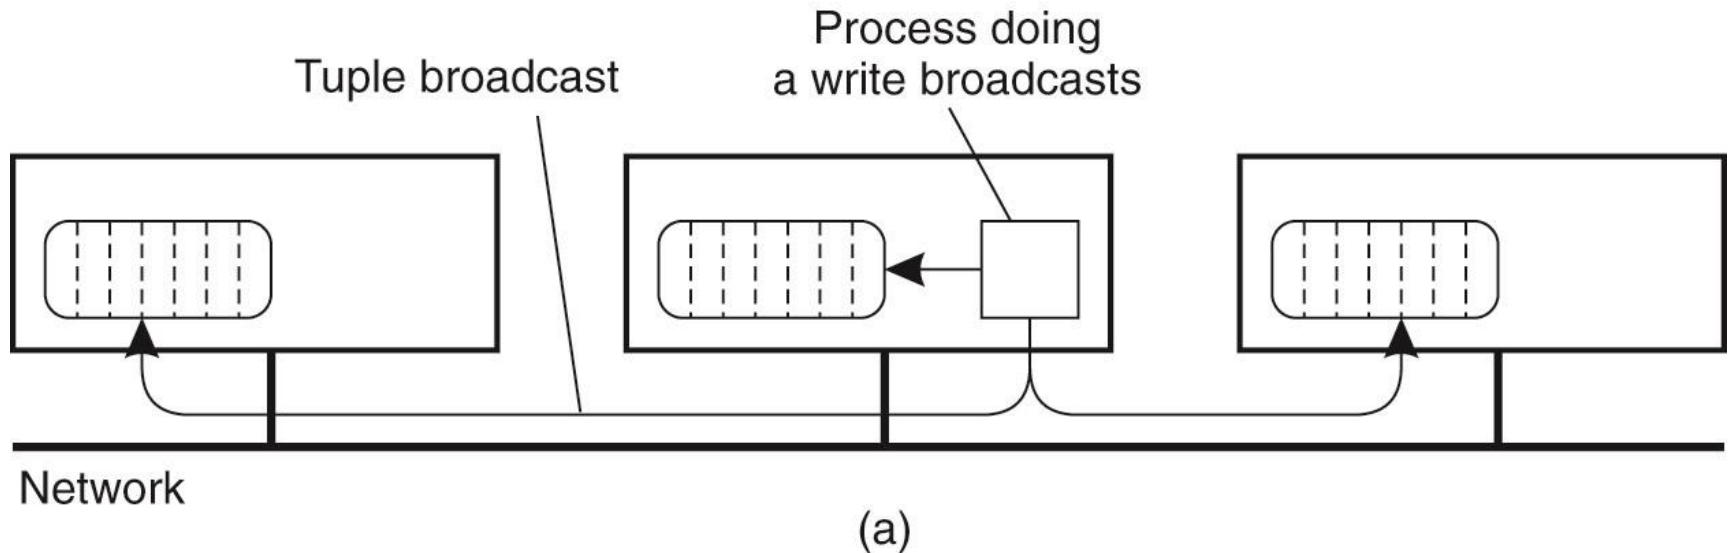 Process doing
a write broadcasts
Tuple broadcast
Network
(a)